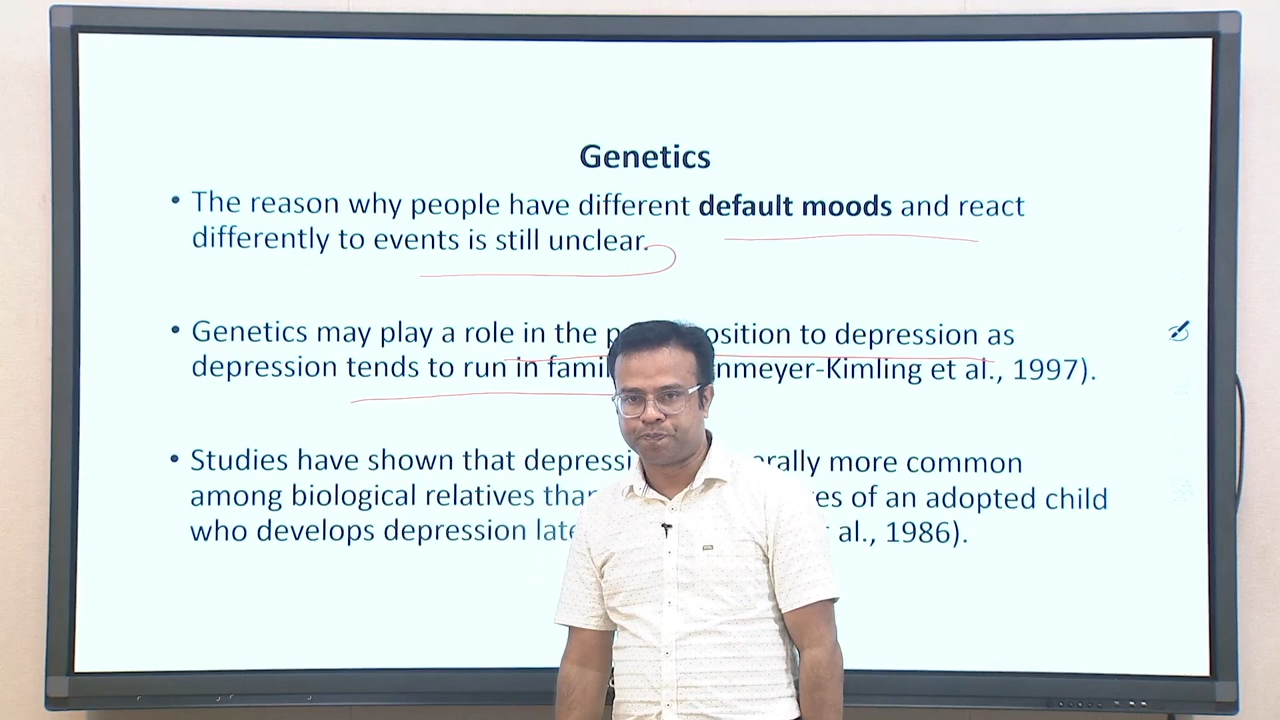 Genetics
• The reason why people have different default moods and react
differently to events is still unclear.
• Genetics may play a role in the to depression as
depression tends to run in et al., 1997).
• Studies have shown that more common
among biological relatives of an adopted child
who develops depression al., 1986).